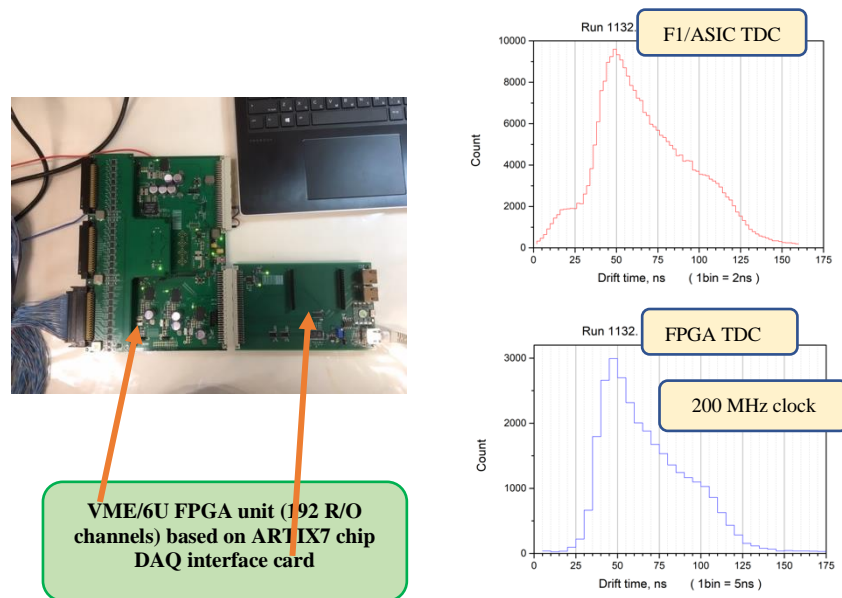 Run 1132.
F1/ASIC TDC
10000
8000
6000
4000
2000
0
Count
0 25 50 75 100 125 150 175
Drift time, ns ( 1bin = 2ns )
VME/6U FPGA unit (192 R/O
channels) based on ARTIX7 chip
DAQ interface card
Run 1132.
FPGA TDC
200 MHz clock
3000
2000
1000
0
Count
0 25 50 75 100 125 150 175
Drift time, ns ( 1bin = 5ns )